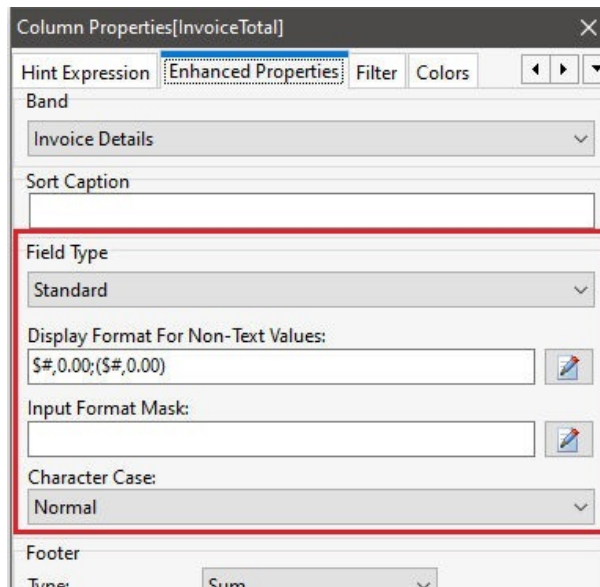 Column Properties[InvoiceTotal]
Hint Expression Enhanced Properties Filter Colors
Band
Invoice Details
Sort Caption
Field Type
Standard
Display Format For Non-Text Values:
$#,0.00;($#,0.00)
Input Format Mask:
Character Case:
Normal
Footer
Type: Sum